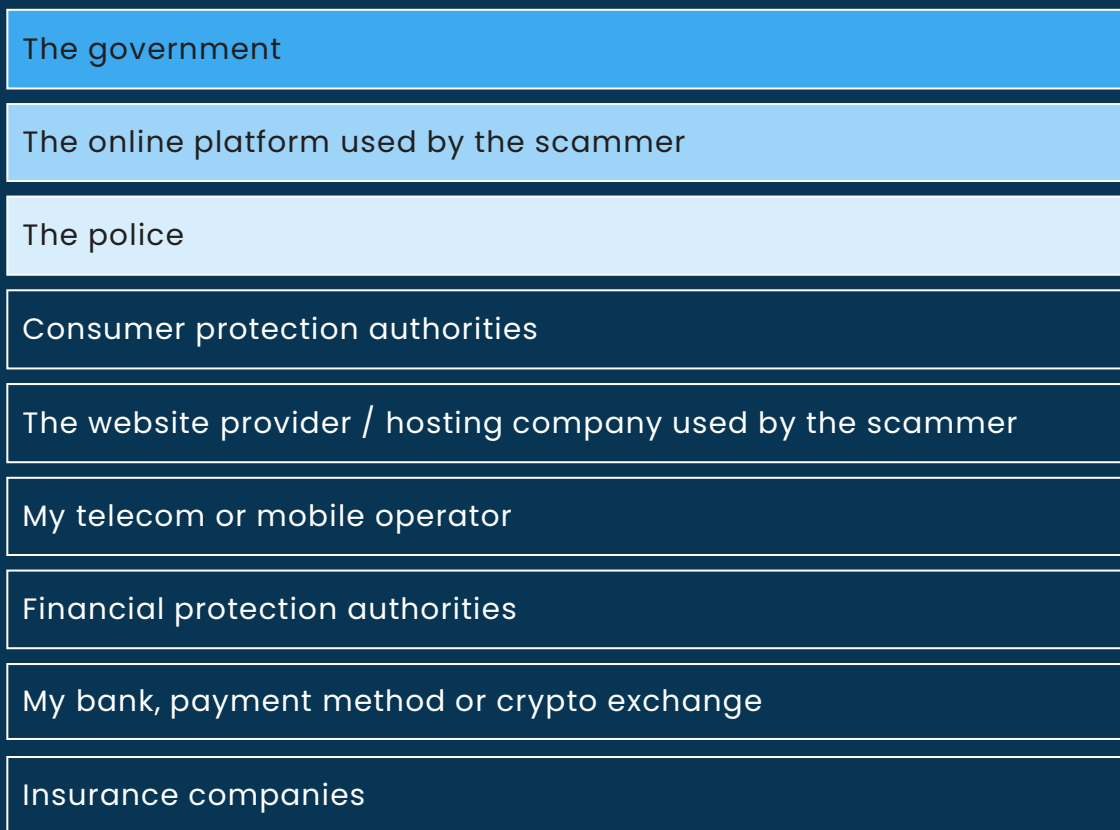 The government
The online platform used by the scammer
The police
Consumer protection authorities
The website provider / hosting company used by the scammer
My telecom or mobile operator
Financial protection authorities
My bank, payment method or crypto exchange
Insurance companies